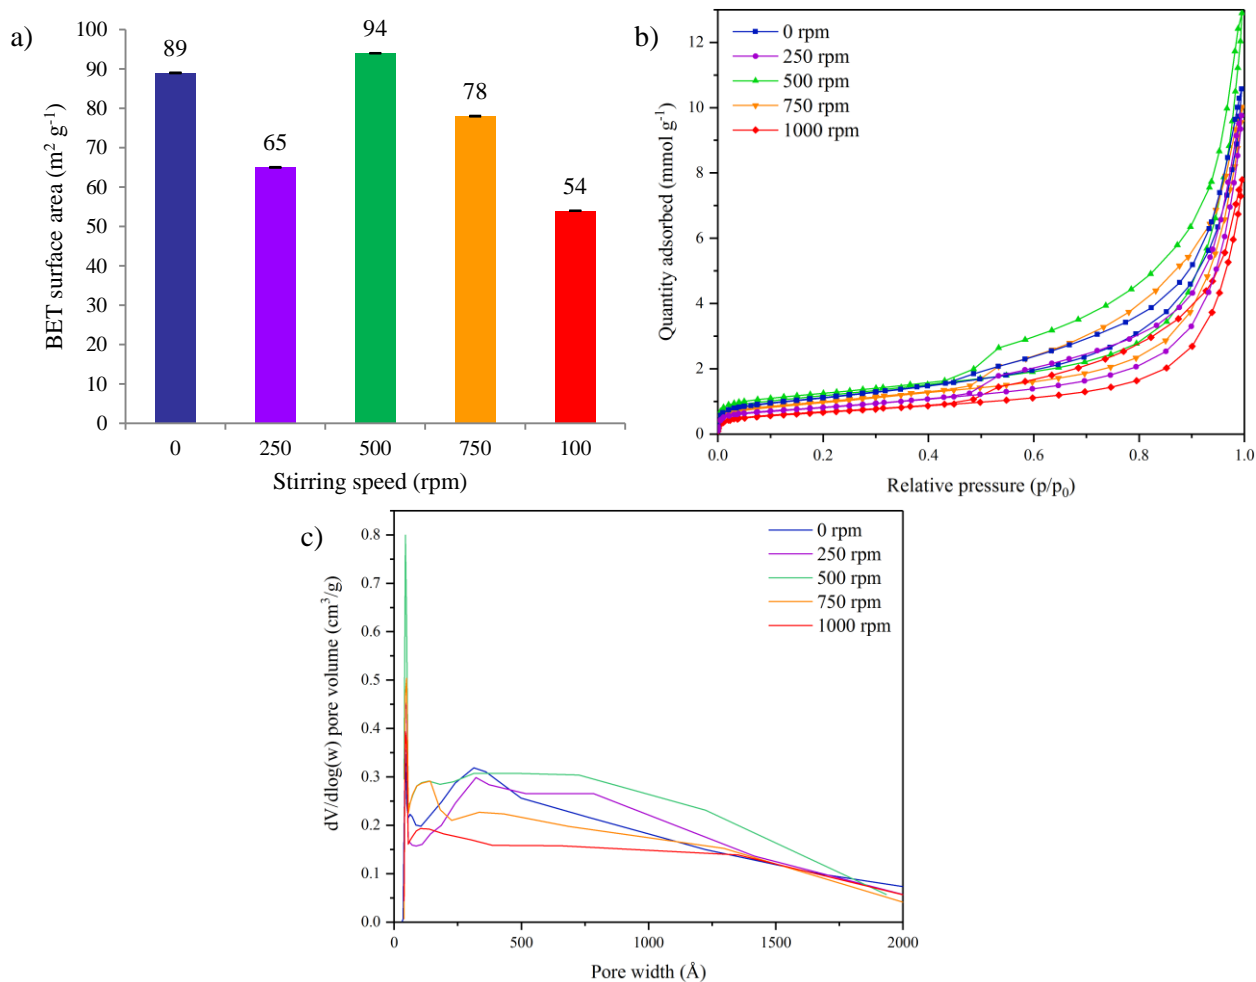 a)
BET surface area (m² g⁻¹)
100
90
80
70
60
50
40
30
20
10
0
89
65
94
78
54
0 250 500 750 100
Stirring speed (rpm)
b)
Quantity adsorbed (mmol g⁻¹)
12
10
8
6
4
2
0
0 rpm
250 rpm
500 rpm
750 rpm
1000 rpm
0.0 0.2 0.4 0.6 0.8 1.0
Relative pressure (p/p₀)
c)
dV/dlog(w) pore volume (cm³/g)
0.8
0.7
0.6
0.5
0.4
0.3
0.2
0.1
0.0
0 rpm
250 rpm
500 rpm
750 rpm
1000 rpm
0 500 1000 1500 2000
Pore width (Å)